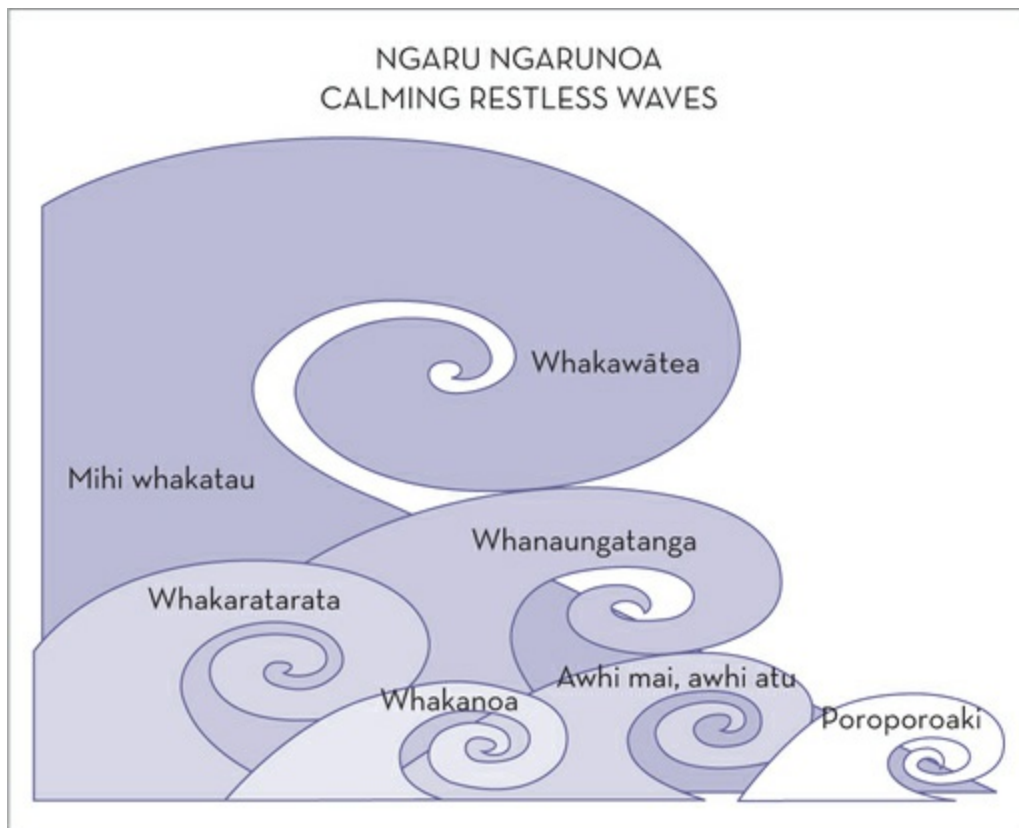 NGARU NGARUNOA
CALMING RESTLESS WAVES
Whakawātea
Mihi whakatau
Whanaungatanga
Whakaratarata
Awhi mai, awhi atu
Whakanoa
Poroporoaki